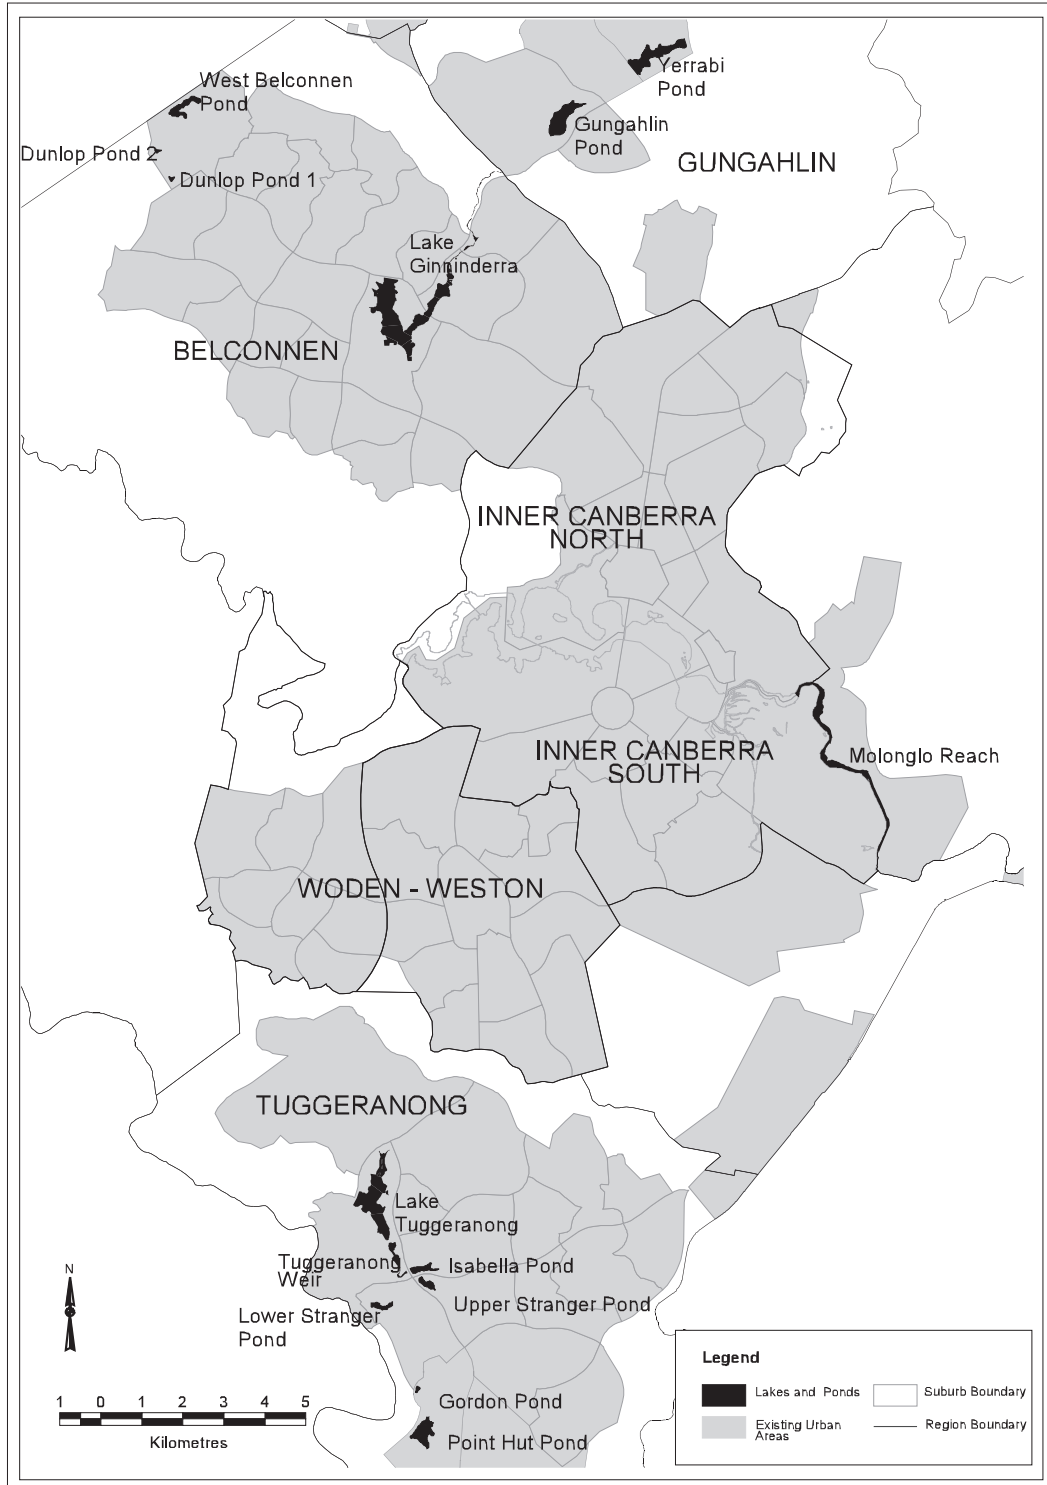 Yerrabi
Pond
West Belconnen
Pond
Gungahlin
Pond
Dunlop Pond 2
GUNGAHLIN
Dunlop Pond 1
Lake
Ginninderra
BELCONNEN
INNER CANBERRA
NORTH
INNER CANBERRA
SOUTH
Molonglo Reach
WODEN - WESTON
TUGGERANONG
Lake
Tuggeranong
Tuggeranong
Weir
Isabella Pond
Upper Stranger Pond
Lower Stranger
Pond
Gordon Pond
Point Hut Pond
N
1 0 1 2 3 4 5
Kilometres
Legend
Lakes and Ponds
Suburb Boundary
Existing Urban
Areas
Region Boundary